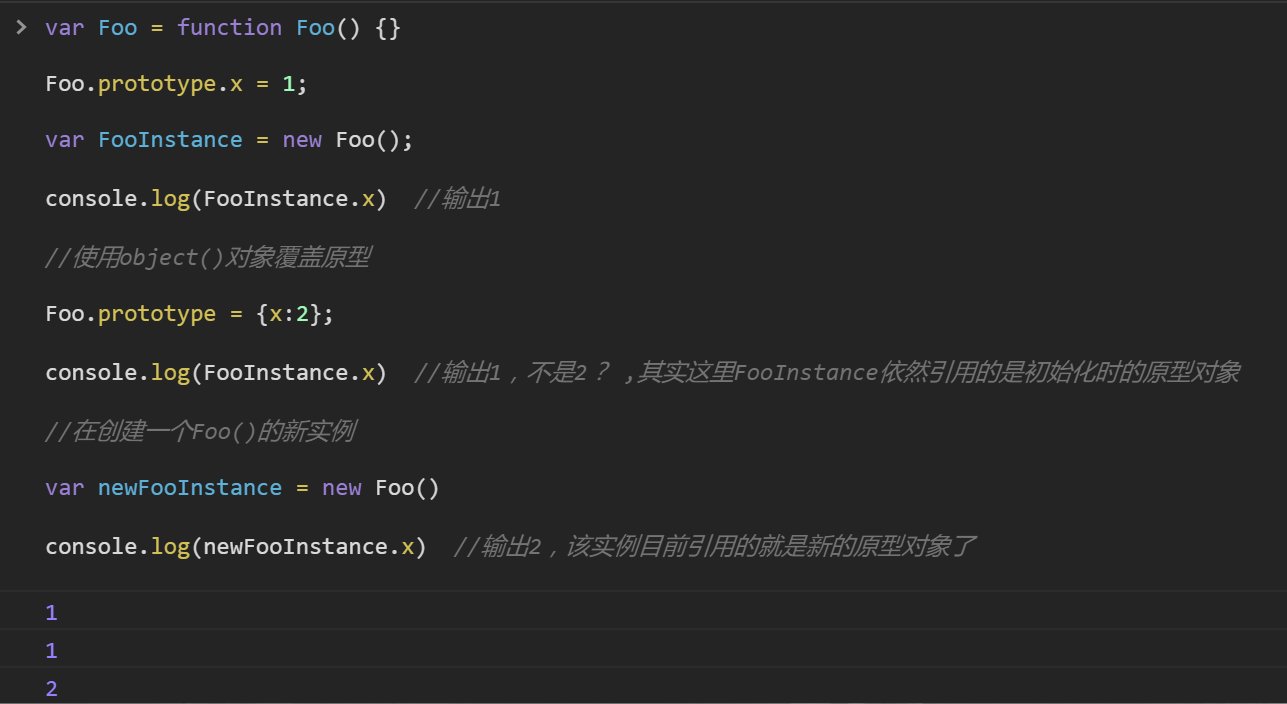 > var Foo = function Foo() {}
Foo.prototype.x = 1;
var FooInstance = new Foo();
console.log(FooInstance.x)  //输出1
//使用object()对象覆盖原型
Foo.prototype = {x:2};
console.log(FooInstance.x)  //输出1，不是2？ ,其实这里FooInstance依然引用的是初始化时的原型对象
//在创建一个Foo()的新实例
var newFooInstance = new Foo()
console.log(newFooInstance.x)  //输出2，该实例目前引用的就是新的原型对象了
1
1
2